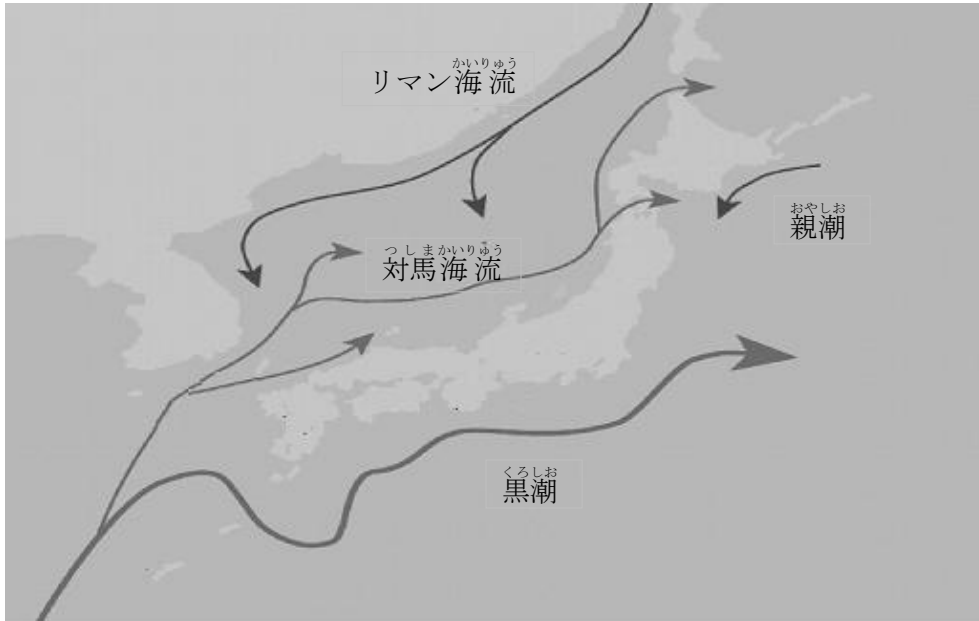 かいりゅう
リマン海流
おやしお
親潮
つしまかいりゅう
対馬海流
くろしお
黒潮